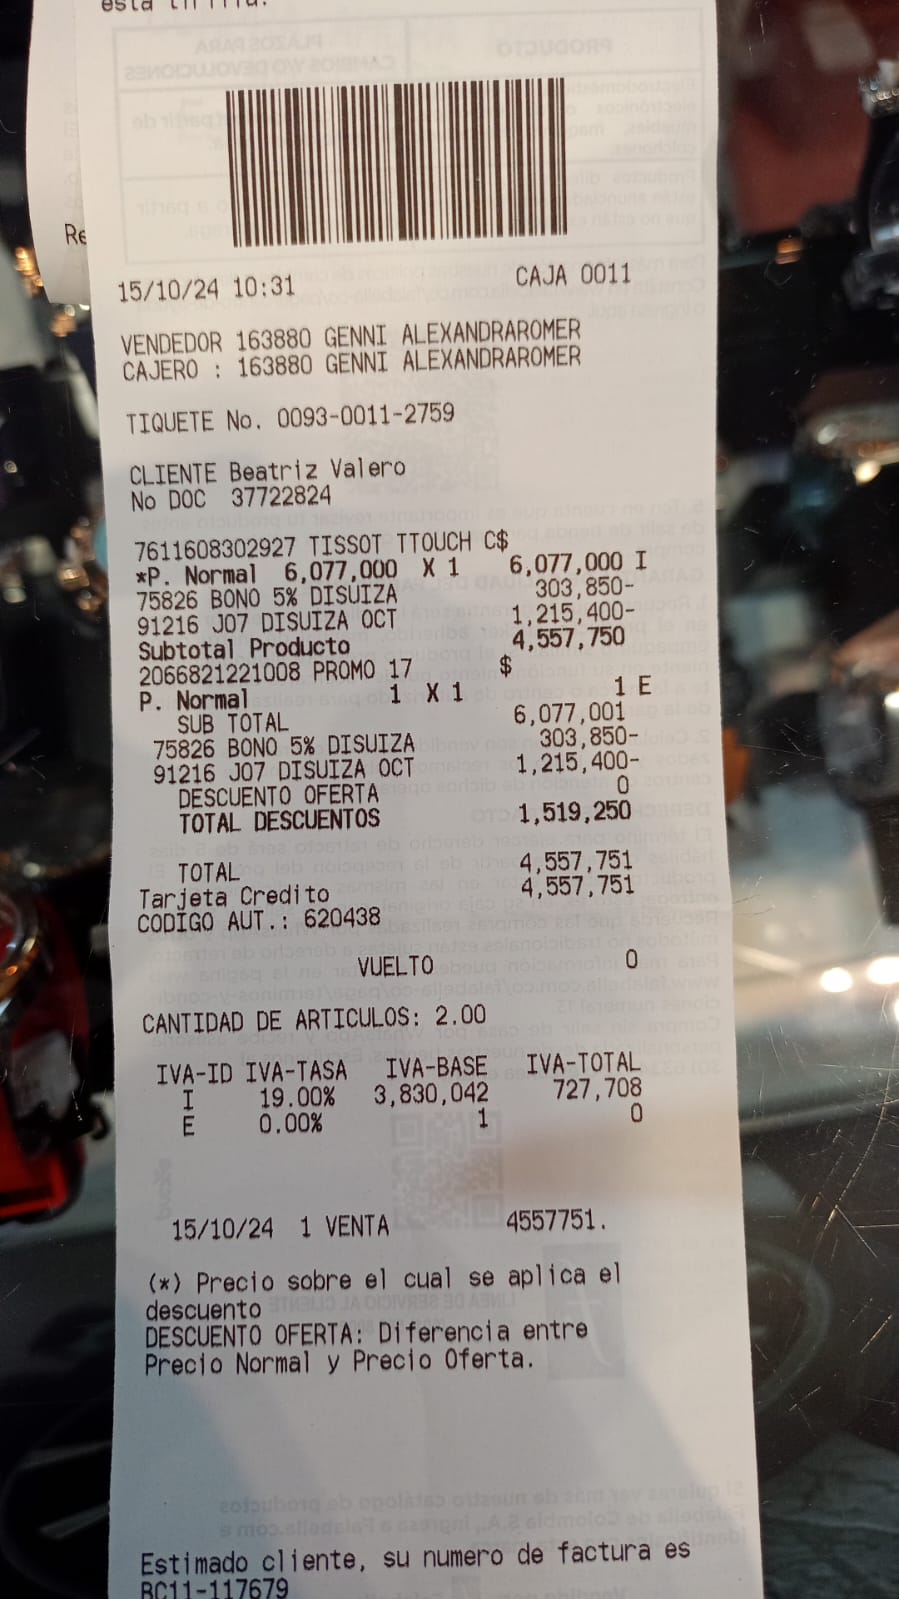 esta tirilla.
Re
15/10/24 10:31 CAJA 0011
VENDEDOR 163880 GENNI ALEXANDRAROMER
CAJERO : 163880 GENNI ALEXANDRAROMER
TIQUETE No. 0093-0011-2759
CLIENTE Beatriz Valero
No DOC 37722824
7611608302927 TISSOT TTOUCH C$
*P. Normal 6,077,000 X 1 6,077,000 I
75826 BONO 5% DISUIZA 303,850-
91216 J07 DISUIZA OCT 1,215,400-
Subtotal Producto 4,557,750
2066821221008 PROMO 17 $
P. Normal 1 X 1 1 E
SUB TOTAL 6,077,001
75826 BONO 5% DISUIZA 303,850-
91216 J07 DISUIZA OCT 1,215,400-
DESCUENTO OFERTA 0
TOTAL DESCUENTOS 1,519,250
TOTAL 4,557,751
Tarjeta Credito 4,557,751
CODIGO AUT.: 620438
VUELTO 0
CANTIDAD DE ARTICULOS: 2.00
IVA-ID IVA-TASA IVA-BASE IVA-TOTAL
I 19.00% 3,830,042 727,708
E 0.00% 1 0
15/10/24 1 VENTA 4557751.
(*) Precio sobre el cual se aplica el
descuento
DESCUENTO OFERTA: Diferencia entre
Precio Normal y Precio Oferta.
Estimado cliente, su numero de factura es
BC11-117679